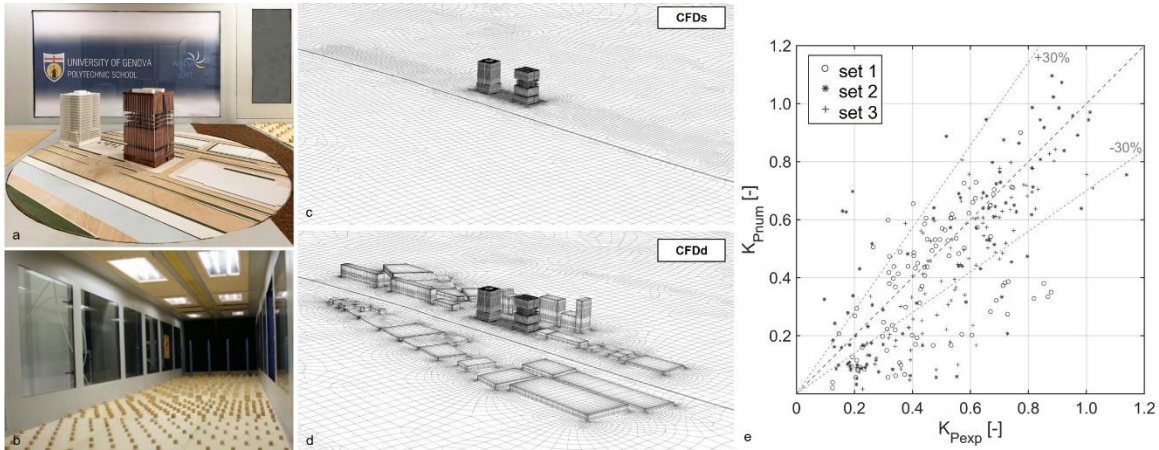 UNIVERSITY OF GENOVA
POLYTECHNIC SCHOOL
a
b
CFDs
c
CFDd
d
1.2
1.0
0.8
0.6
0.4
0.2
0
0.2
0.4
0.6
0.8
1.0
1.2
set 1
set 2
set 3
+30%
-30%
K_Pnum [-]
K_Pexp [-]
e